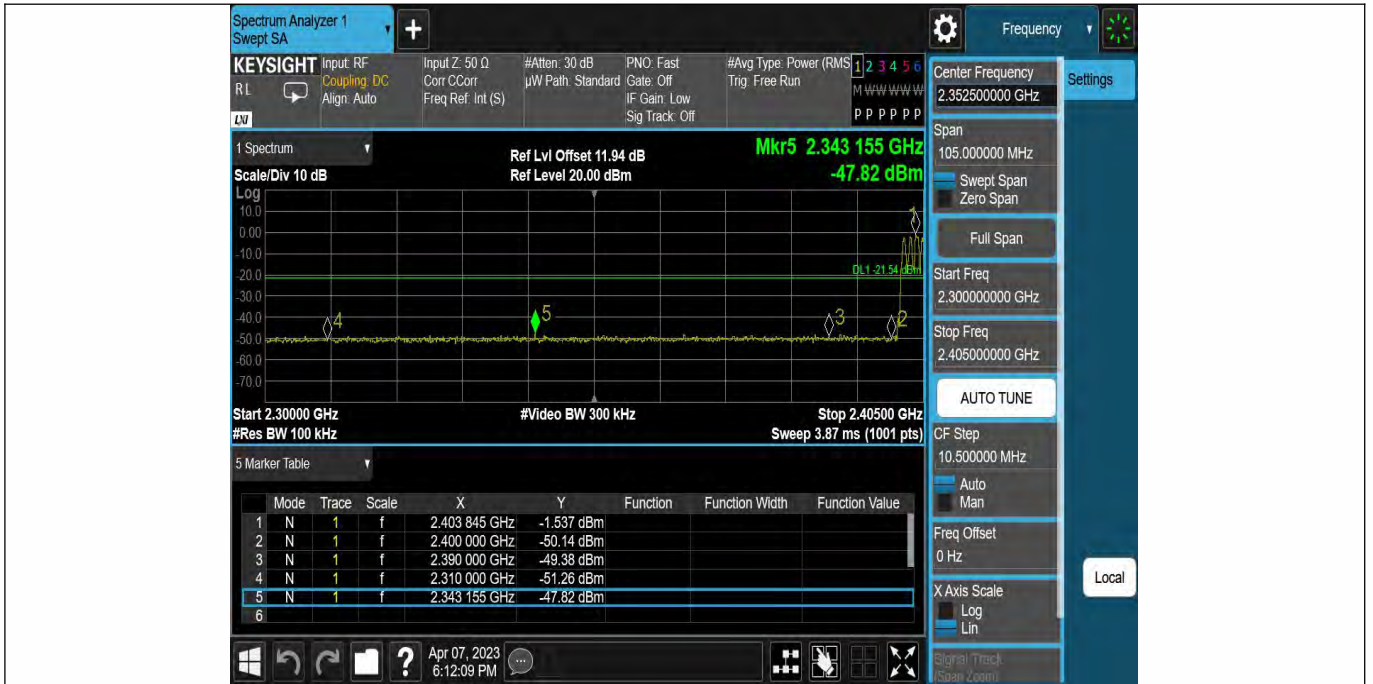 Spectrum Analyzer 1
Swept SA
+
Frequency
KEYSIGHT
RL
LXI
Input: RF
Coupling: DC
Align: Auto
Input Z: 50 Ω
Corr CCorr
Freq Ref: Int (S)
#Atten: 30 dB
µW Path: Standard
PNO: Fast
Gate: Off
IF Gain: Low
Sig Track: Off
#Avg Type: Power (RMS
Trig: Free Run
1 2 3 4 5 6
M W W W W W
P P P P P P
1 Spectrum
Scale/Div 10 dB
Ref Lvl Offset 11.94 dB
Ref Level 20.00 dBm
Mkr5 2.343 155 GHz
-47.82 dBm
Log
10.0
0.00
-10.0
-20.0
-30.0
-40.0
-50.0
-60.0
-70.0
1
DL1 -21.54 dBm
4
5
3
2
Start 2.30000 GHz
#Video BW 300 kHz
Stop 2.40500 GHz
#Res BW 100 kHz
Sweep 3.87 ms (1001 pts)
5 Marker Table
Mode Trace Scale X Y Function Function Width Function Value
1 N 1 f 2.403 845 GHz -1.537 dBm
2 N 1 f 2.400 000 GHz -50.14 dBm
3 N 1 f 2.390 000 GHz -49.38 dBm
4 N 1 f 2.310 000 GHz -51.26 dBm
5 N 1 f 2.343 155 GHz -47.82 dBm
6
?
Apr 07, 2023
6:12:09 PM
Center Frequency
2.352500000 GHz
Settings
Span
105.000000 MHz
Swept Span
Zero Span
Full Span
Start Freq
2.300000000 GHz
Stop Freq
2.405000000 GHz
AUTO TUNE
CF Step
10.500000 MHz
Auto
Man
Freq Offset
0 Hz
X Axis Scale
Log
Lin
Local
Signal Track
(Span Zoom)